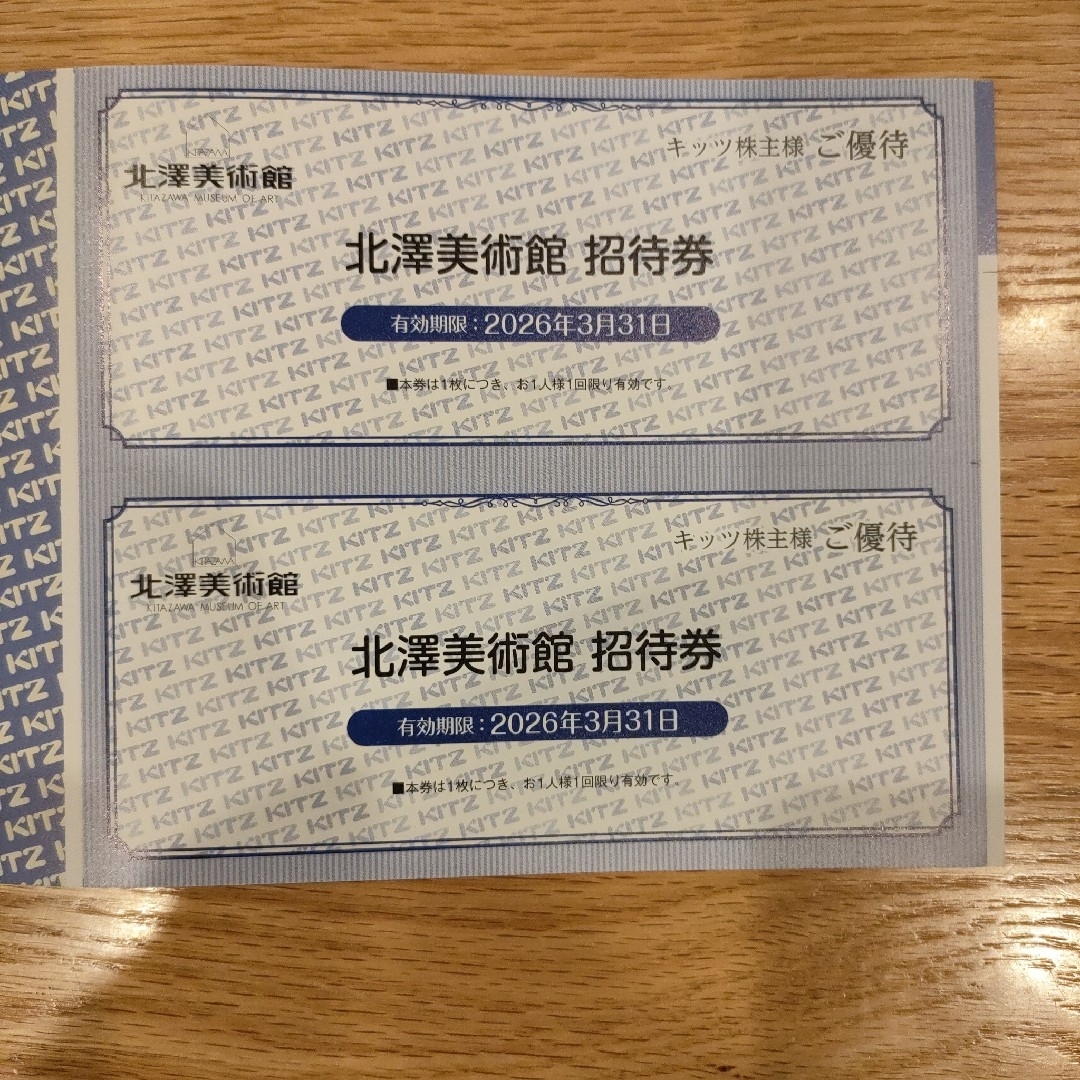 KITAZAWA
北澤美術館
KITAZAWA MUSEUM OF ART
キッツ株主様 ご優待
北澤美術館 招待券
有効期限:2026年3月31日
■本券は1枚につき、お1人様1回限り有効です。
KITAZAWA
北澤美術館
KITAZAWA MUSEUM OF ART
キッツ株主様 ご優待
北澤美術館 招待券
有効期限:2026年3月31日
■本券は1枚につき、お1人様1回限り有効です。
KITZ